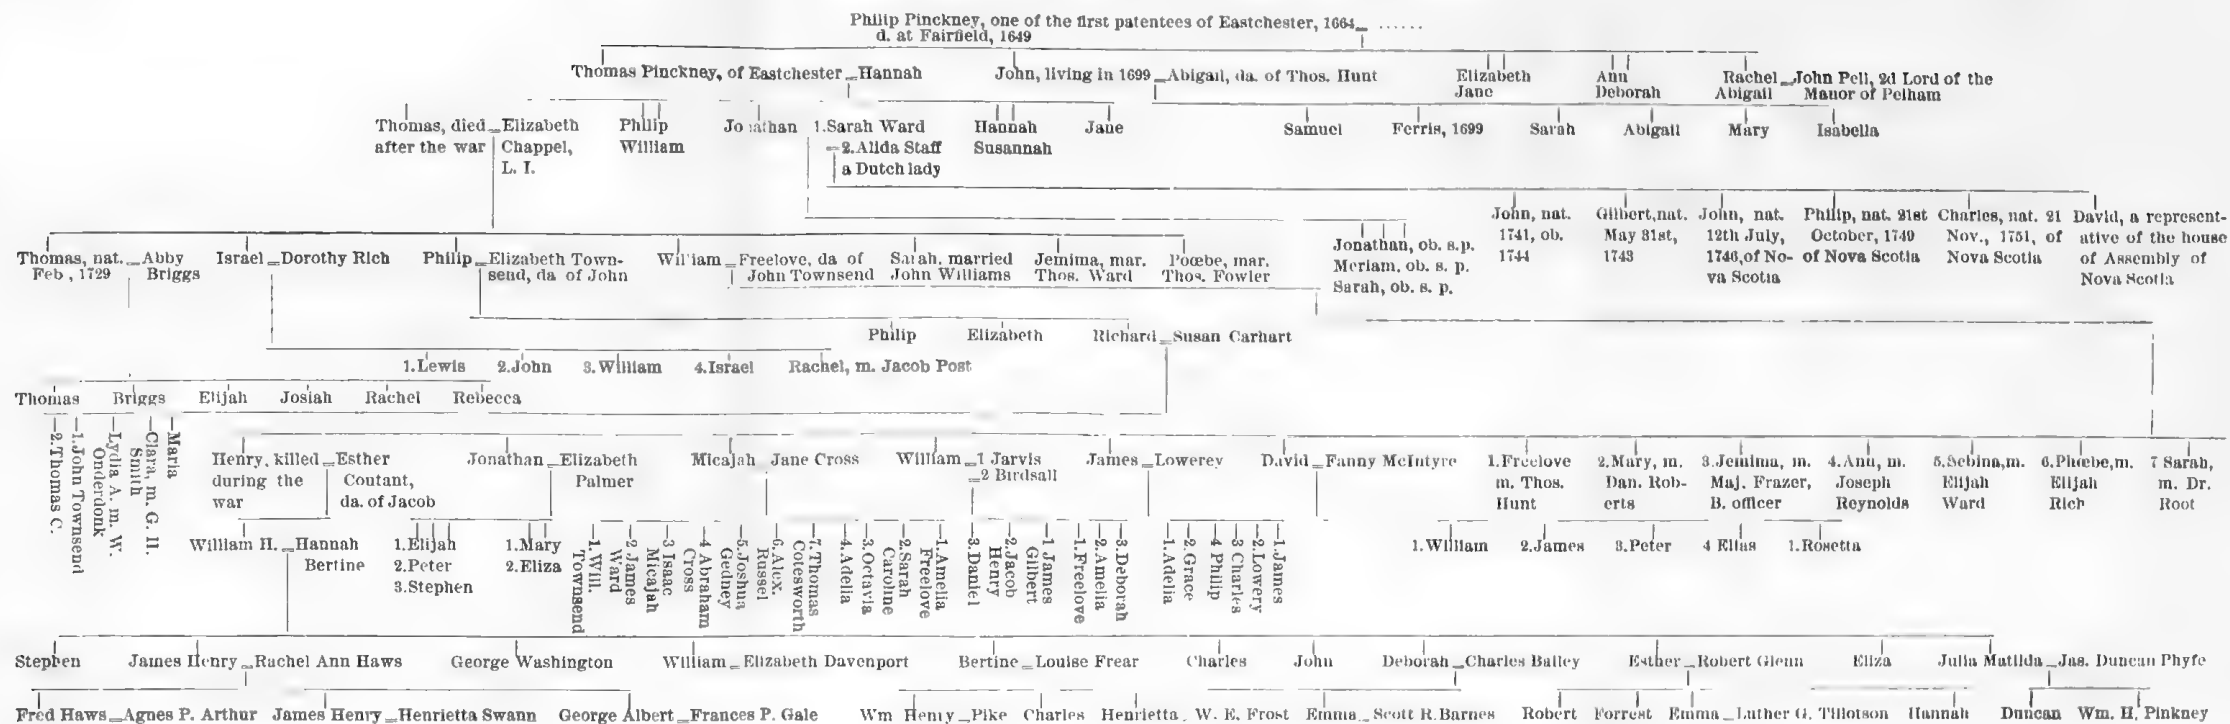 Philip Pinckney, one of the first patentees of Eastchester, 1664 = ......
d. at Fairfield, 1649
Thomas Pinckney, of Eastchester = Hannah
John, living in 1699 = Abigail, da. of Thos. Hunt
Elizabeth
Jane
Ann
Deborah
Rachel = John Pell, 2d Lord of the
Abigail Manor of Pelham
Thomas, died = Elizabeth
after the war Chappel,
L. I.
Philip
William
Jonathan
1. Sarah Ward
=2. Alida Staff
a Dutch lady
Hannah
Susannah
Jane
Samuel
Ferris, 1699
Sarah
Abigail
Mary
Isabella
Thomas, nat. = Abby
Feb, 1729 Briggs
Israel = Dorothy Rich
Philip = Elizabeth Town-
send, da of John
William = Freelove, da of
John Townsend
Sarah, married
John Williams
Jemima, mar.
Thos. Ward
Pœbe, mar.
Thos. Fowler
Jonathan, ob. s.p.
Meriam, ob. s. p.
Sarah, ob. s. p.
John, nat.
1741, ob.
1744
Gilbert, nat.
May 31st,
1743
John, nat.
12th July,
1746, of No-
va Scotia
Philip, nat. 21st
October, 1749
of Nova Scotia
Charles, nat. 21
Nov., 1751, of
Nova Scotia
David, a represent-
ative of the house
of Assembly of
Nova Scotia
Philip
Elizabeth
Richard = Susan Carhart
1. Lewis
2. John
3. William
4. Israel
Rachel, m. Jacob Post
Thomas
Briggs
Elijah
Josiah
Rachel
Rebecca
2. Thomas C.
1. John Townsend
Lydia A. m. W.
Onderdonk
Clara, m. G. H.
Smith
Maria
Henry, killed = Esther
during the Coutant,
war da. of Jacob
Jonathan = Elizabeth
Palmer
Micajah Jane Cross
William = 1 Jarvis
=2 Birdsall
James = Lowerey
David = Fanny McIntyre
1. Freelove
m. Thos.
Hunt
2. Mary, m.
Dan. Rob-
erts
3. Jemima, m.
Maj. Frazer,
B. officer
4. Ann, m.
Joseph
Reynolds
5. Sebina, m.
Elijah
Ward
6. Phœbe, m.
Elijah
Rich
7 Sarah,
m. Dr.
Root
William H. = Hannah
Bertine
1. Elijah
2. Peter
3. Stephen
1. Mary
2. Eliza
1. Will.
Townsend
2. James
Ward
3 Isaac
Micajah
4 Abraham
Cross
5. Joshua
Gedney
6. Alex.
Russel
7. Thomas
Cotesworth
4. Adelia
3. Octavia
2. Sarah
Caroline
1. Amelia
Freelove
3. Daniel
2. Jacob
Henry
1 James
Gilbert
1. Freelove
2. Amelia
3. Deborah
1. Adelia
2. Grace
4 Philip
3 Charles
2. Lowery
1. James
1. William
2. James
3. Peter
4 Elias
1. Rosetta
Stephen
James Henry = Rachel Ann Haws
George Washington
William = Elizabeth Davenport
Bertine = Louise Frear
Charles
John
Deborah = Charles Bailey
Esther = Robert Glenn
Eliza
Julia Matilda = Jas. Duncan Phyfe
Fred Haws = Agnes P. Arthur
James Henry = Henrietta Swann
George Albert = Frances P. Gale
Wm Henry = Pike
Charles
Henrietta
W. E. Frost
Emma = Scott R. Barnes
Robert
Forrest
Emma = Luther G. Tillotson
Hannah
Duncan
Wm. H. Pinkney